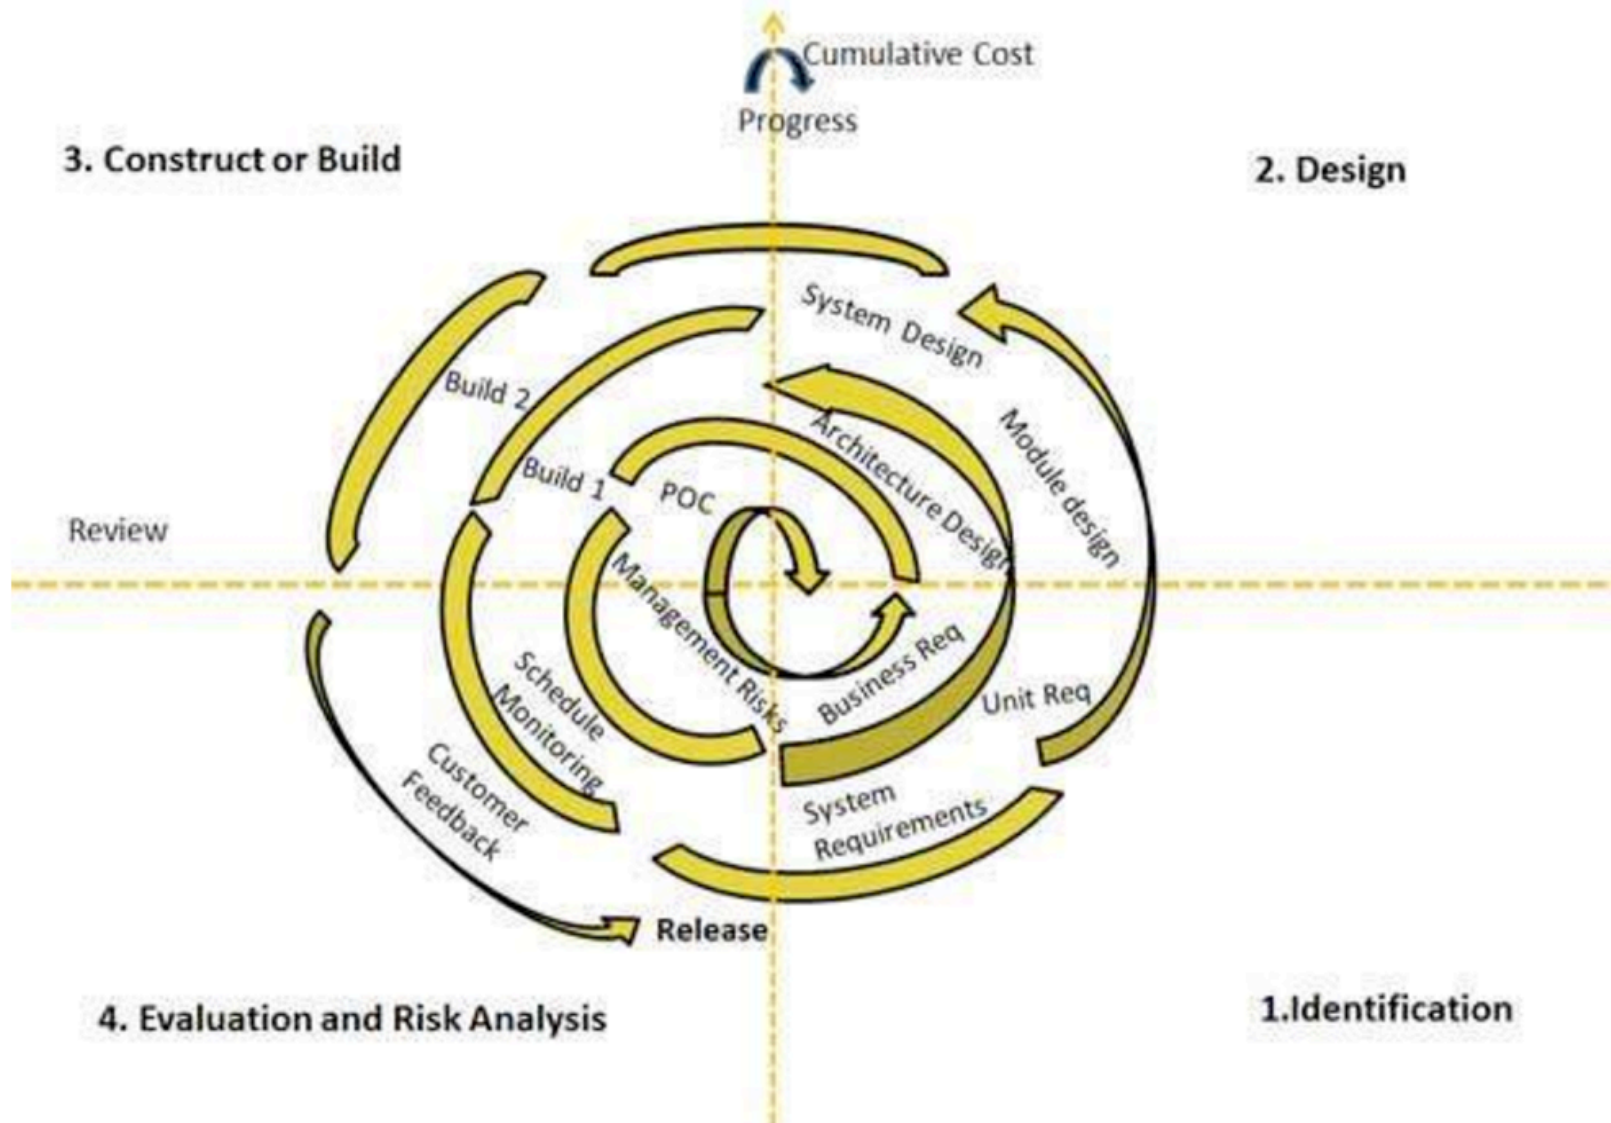 Cumulative Cost
Progress
3. Construct or Build
2. Design
System Design
Build 2
Architecture Design
Module design
Build 1
POC
Review
Management Risks
Business Req
Unit Req
Schedule
Monitoring
Customer
Feedback
System
Requirements
Release
4. Evaluation and Risk Analysis
1.Identification